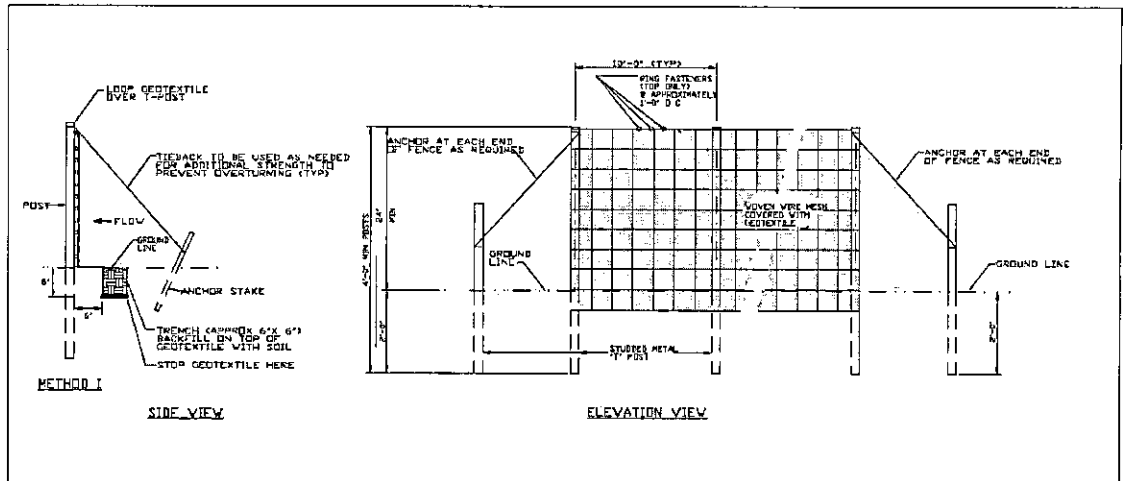 LOOP GEOTEXTILE
OVER T-POST
TIEBACK TO BE USED AS NEEDED
FOR ADDITIONAL STRENGTH TO
PREVENT OVERTURNING (TYP)
POST
FLOW
GROUND
LINE
6"
ANCHOR STAKE
TRENCH (APPROX 6"X 6")
BACKFILL ON TOP OF
GEOTEXTILE WITH SOIL
STOP GEOTEXTILE HERE
METHOD I
SIDE VIEW
10'-0" (TYP)
RING FASTENERS
(TOP ONLY)
@ APPROXIMATELY
1'-0" O C
ANCHOR AT EACH END
OF FENCE AS REQUIRED
ANCHOR AT EACH END
OF FENCE AS REQUIRED
4'-0" MIN POSTS
24"
MIN
2'-0"
WOVEN WIRE MESH
COVERED WITH
GEOTEXTILE
GROUND
LINE
GROUND LINE
STUDDED METAL
'T' POST
2'-0"
ELEVATION VIEW